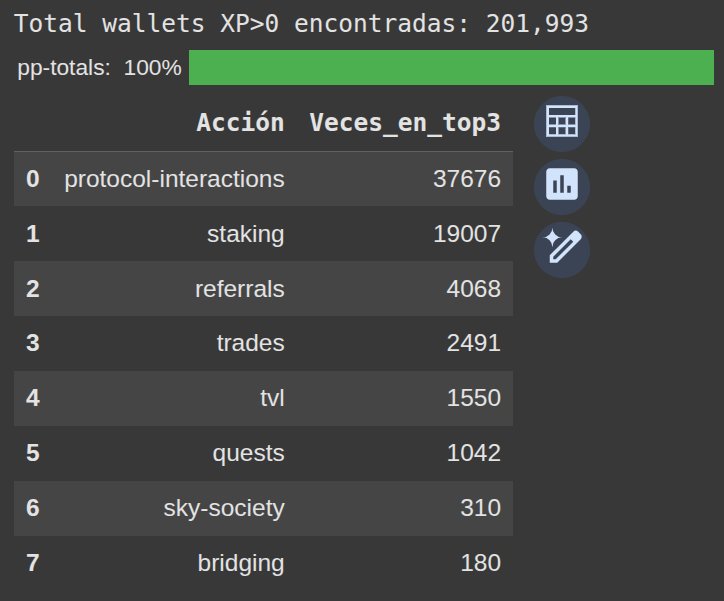 Total wallets XP>0 encontradas: 201,993
pp-totals: 100%
Acción Veces_en_top3
0 protocol-interactions 37676
1 staking 19007
2 referrals 4068
3 trades 2491
4 tvl 1550
5 quests 1042
6 sky-society 310
7 bridging 180